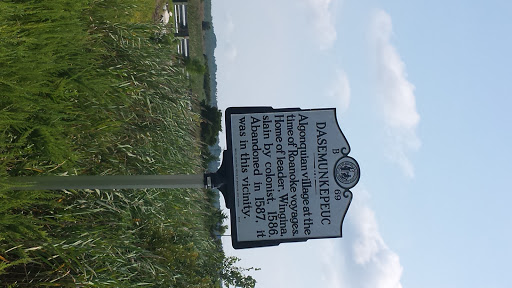 B 69
DASEMUNKEPEUC
Algonquian village at the
time of Roanoke voyages.
Home of leader, Wingina,
slain by colonist, 1586.
Abandoned in 1587, it
was in this vicinity.